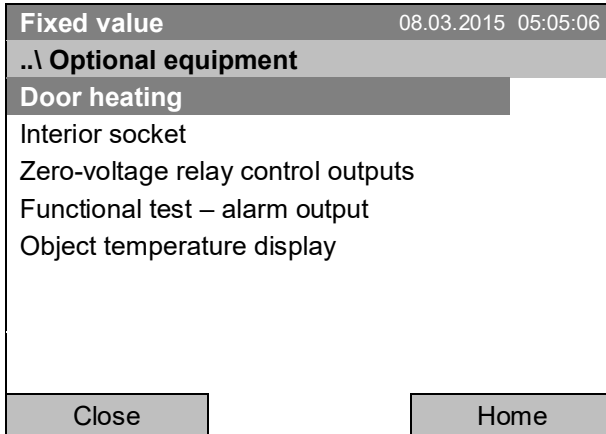 Fixed value 08.03.2015 05:05:06
..\ Optional equipment
Door heating
Interior socket
Zero-voltage relay control outputs
Functional test – alarm output
Object temperature display
Close Home